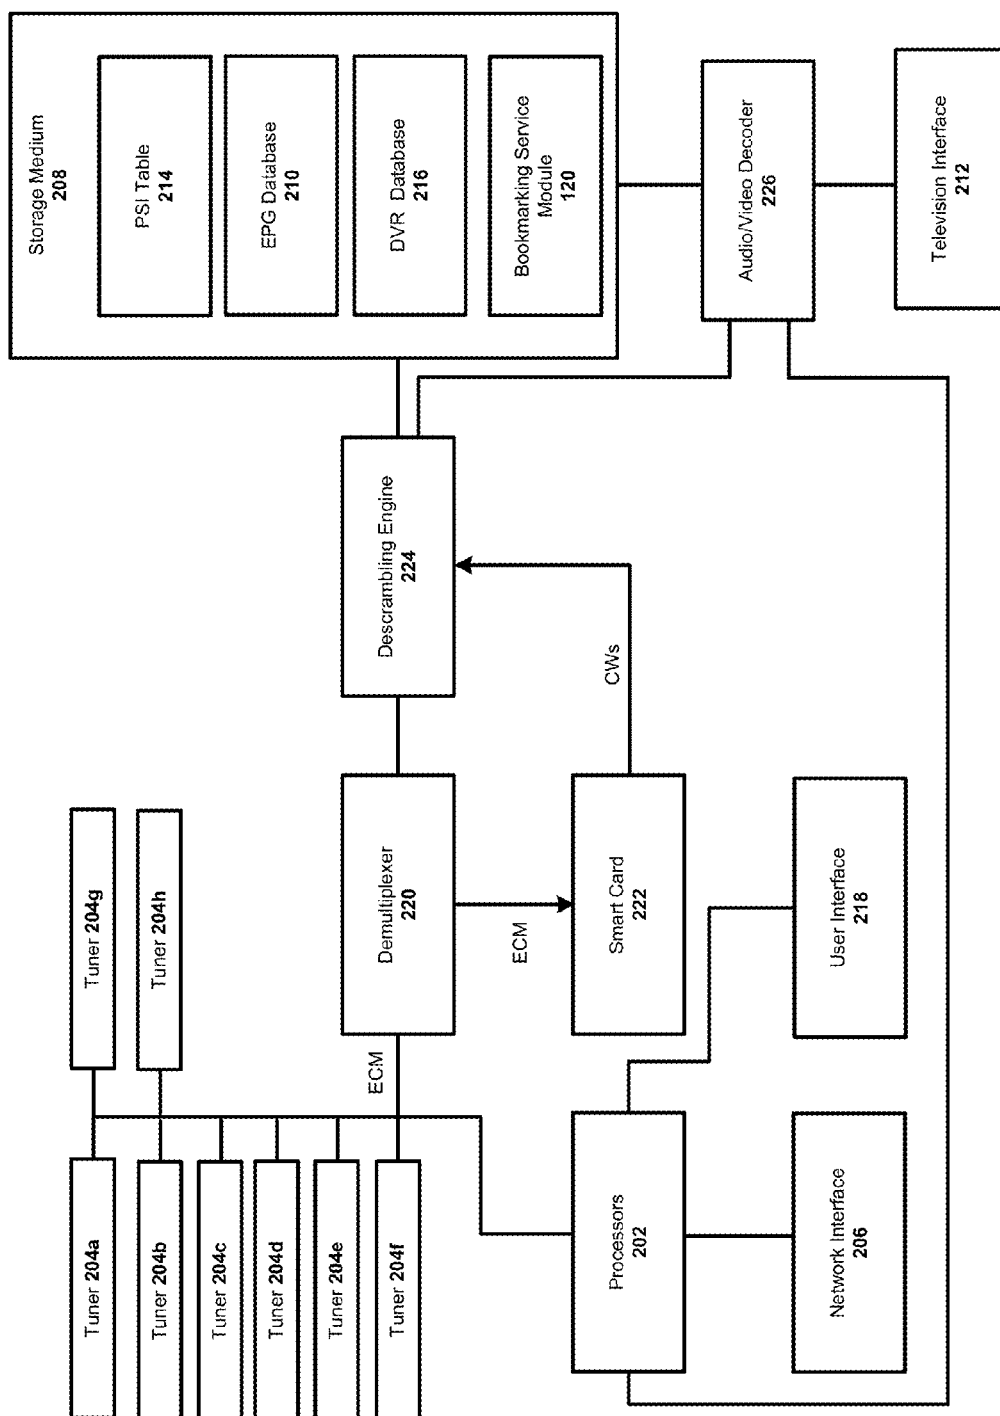 Tuner 204a
Tuner 204b
Tuner 204c
Tuner 204d
Tuner 204e
Tuner 204f
Tuner 204g
Tuner 204h
ECM
Demultiplexer
220
ECM
Smart Card
222
CWs
Descrambling Engine
224
Processors
202
Network Interface
206
User Interface
218
Storage Medium
208
PSI Table
214
EPG Database
210
DVR Database
216
Bookmarking Service
Module
120
Audio/Video Decoder
226
Television Interface
212